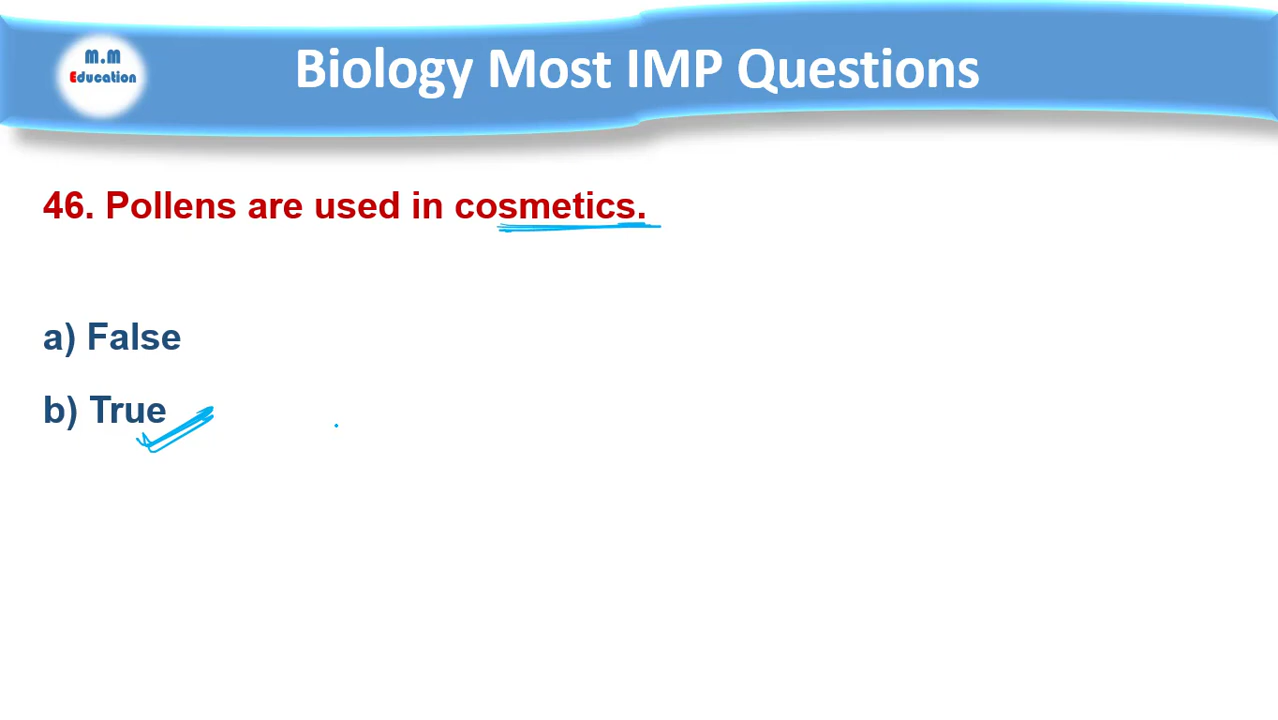 M.M
Education
Biology Most IMP Questions
46. Pollens are used in cosmetics.
a) False
b) True